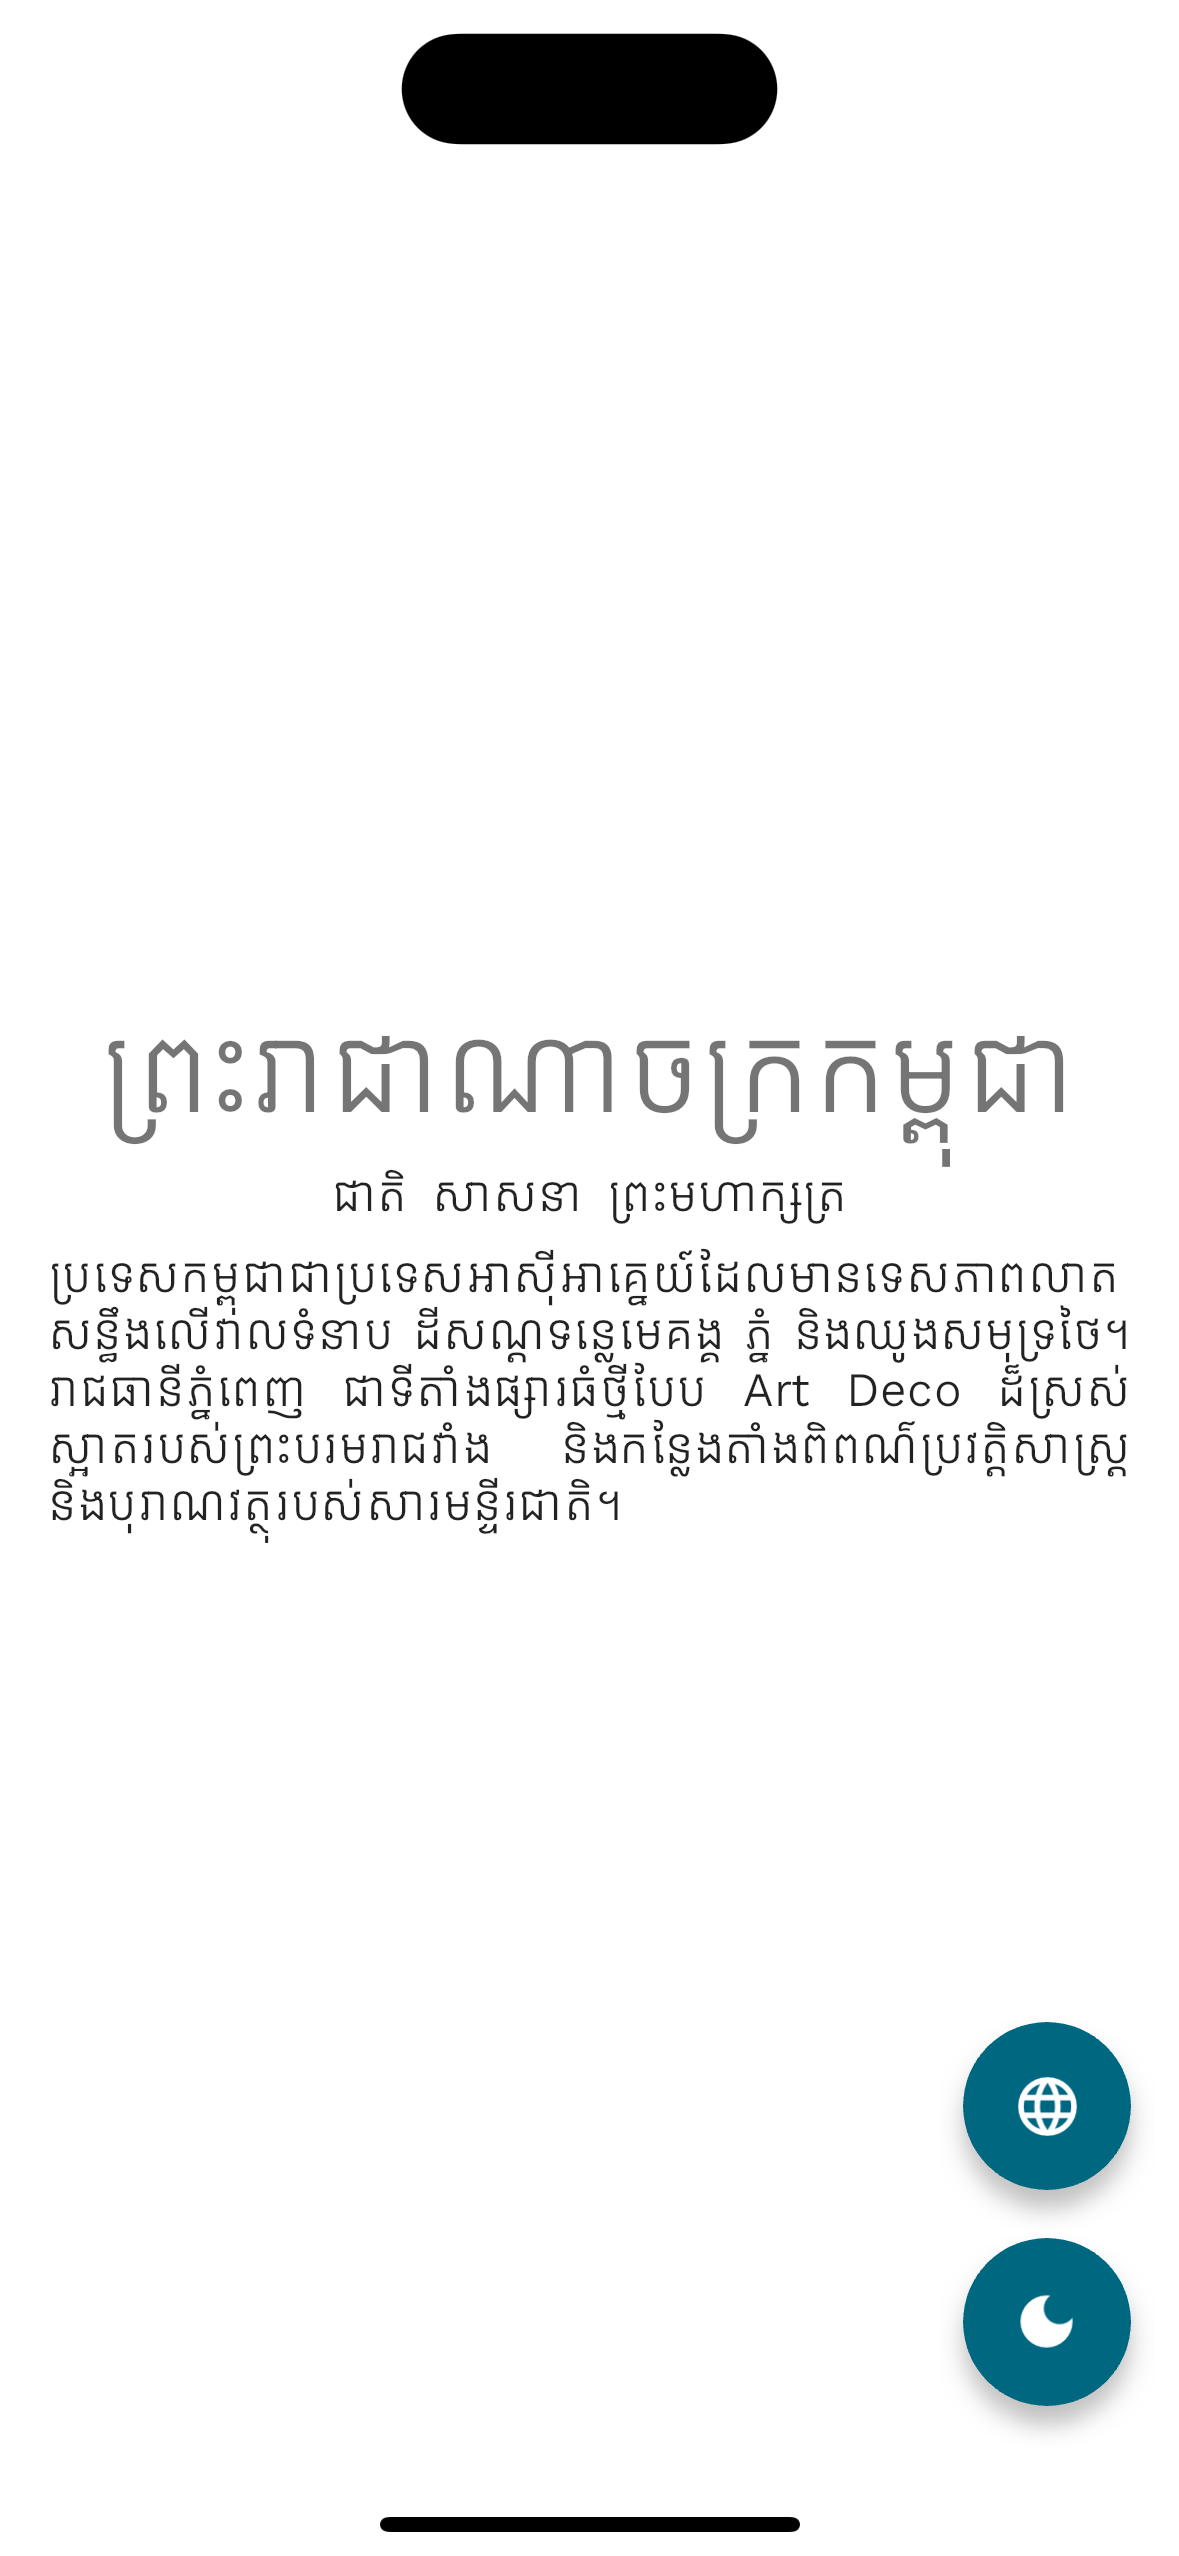 ព្រះរាជាណាចក្រកម្ពុជា
ជាតិ សាសនា ព្រះមហាក្សត្រ
ប្រទេសកម្ពុជាជាប្រទេសអាស៊ីអាគ្នេយ៍ដែលមានទេសភាពលាត
សន្ធឹងលើវាលទំនាប ដីសណ្តទន្លេមេគង្គ ភ្នំ និងឈូងសមុទ្រថៃ។
រាជធានីភ្នំពេញ ជាទីតាំងផ្សារធំថ្មីបែប Art Deco ដ៏ស្រស់
ស្អាតរបស់ព្រះបរមរាជវាំង និងកន្លែងតាំងពិពណ៌ប្រវត្តិសាស្ត្រ
និងបុរាណវត្ថុរបស់សារមន្ទីរជាតិ។